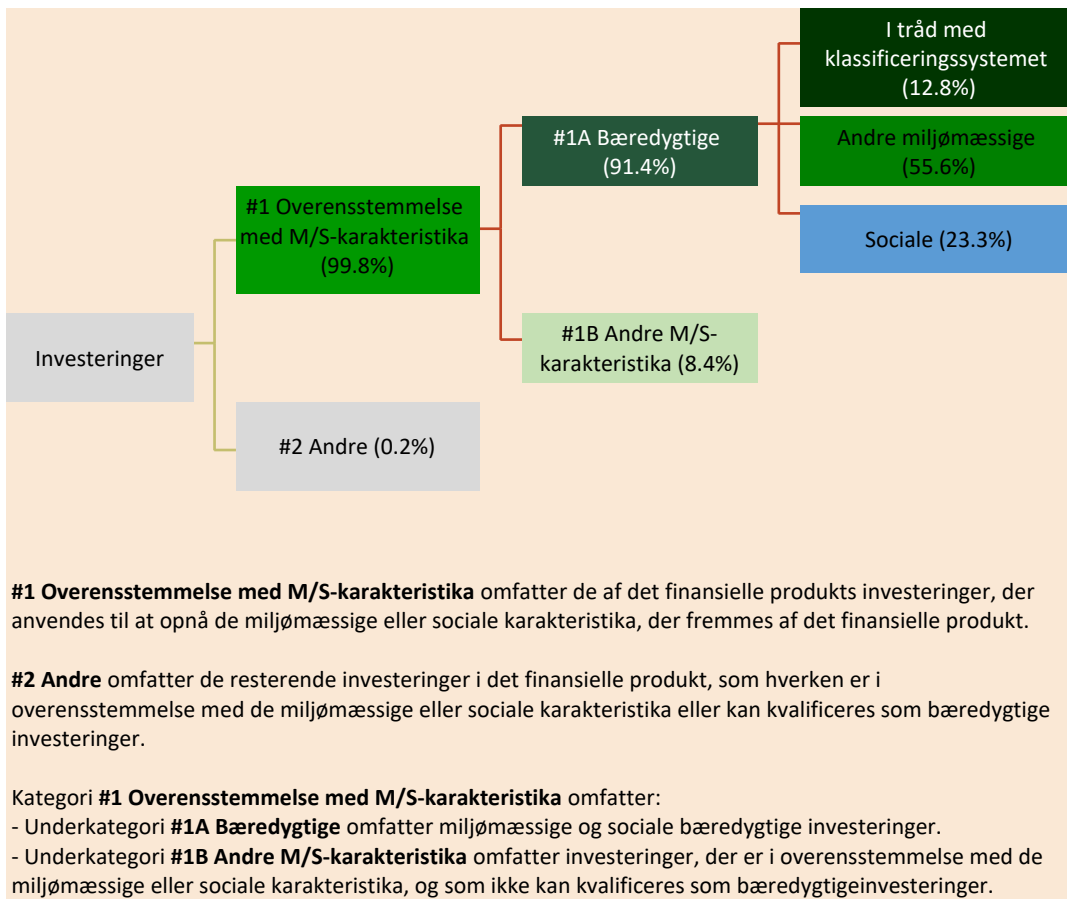 I tråd med
klassificeringssystemet
(12.8%)
#1A Bæredygtige
(91.4%)
Andre miljømæssige
(55.6%)
#1 Overensstemmelse
med M/S-karakteristika
(99.8%)
Sociale (23.3%)
#1B Andre M/S-
karakteristika (8.4%)
Investeringer
#2 Andre (0.2%)
#1 Overensstemmelse med M/S-karakteristika omfatter de af det finansielle produkts investeringer, der
anvendes til at opnå de miljømæssige eller sociale karakteristika, der fremmes af det finansielle produkt.
#2 Andre omfatter de resterende investeringer i det finansielle produkt, som hverken er i
overensstemmelse med de miljømæssige eller sociale karakteristika eller kan kvalificeres som bæredygtige
investeringer.
Kategori #1 Overensstemmelse med M/S-karakteristika omfatter:
- Underkategori #1A Bæredygtige omfatter miljømæssige og sociale bæredygtige investeringer.
- Underkategori #1B Andre M/S-karakteristika omfatter investeringer, der er i overensstemmelse med de
miljømæssige eller sociale karakteristika, og som ikke kan kvalificeres som bæredygtigeinvesteringer.